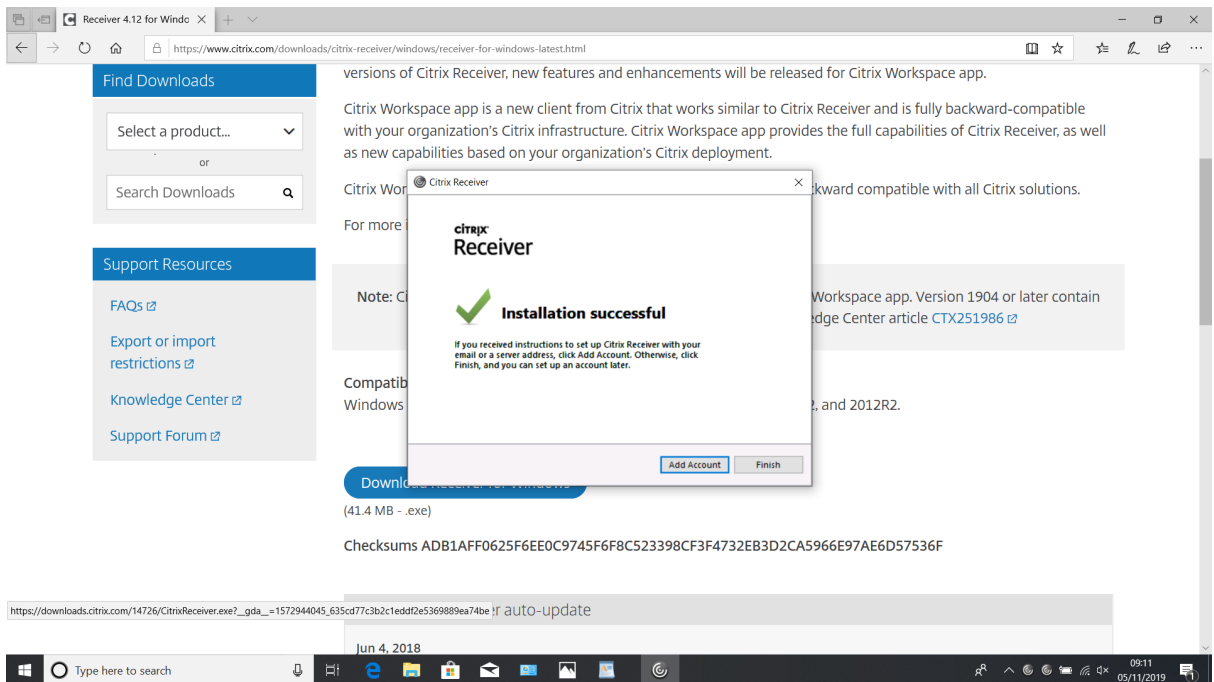 Receiver 4.12 for Windo
https://www.citrix.com/downloads/citrix-receiver/windows/receiver-for-windows-latest.html
Find Downloads
Select a product...
or
Search Downloads
Support Resources
FAQs
Export or import
restrictions
Knowledge Center
Support Forum
versions of Citrix Receiver, new features and enhancements will be released for Citrix Workspace app.
Citrix Workspace app is a new client from Citrix that works similar to Citrix Receiver and is fully backward-compatible
with your organization's Citrix infrastructure. Citrix Workspace app provides the full capabilities of Citrix Receiver, as well
as new capabilities based on your organization's Citrix deployment.
Citrix Wor kward compatible with all Citrix solutions.
For more i
Note: Ci Workspace app. Version 1904 or later contain
dge Center article CTX251986
Compatib
Windows 2, and 2012R2.
Citrix Receiver
CITRIX
Receiver
Installation successful
If you received instructions to set up Citrix Receiver with your
email or a server address, click Add Account. Otherwise, click
Finish, and you can set up an account later.
Add Account Finish
Download Receiver for Windows
(41.4 MB - .exe)
Checksums ADB1AFF0625F6EE0C9745F6F8C523398CF3F4732EB3D2CA5966E97AE6D57536F
https://downloads.citrix.com/14726/CitrixReceiver.exe?__gda__=1572944045_635cd77c3b2c1eddf2e5369889ea74be
er auto-update
Jun 4, 2018
Type here to search
09:11
05/11/2019